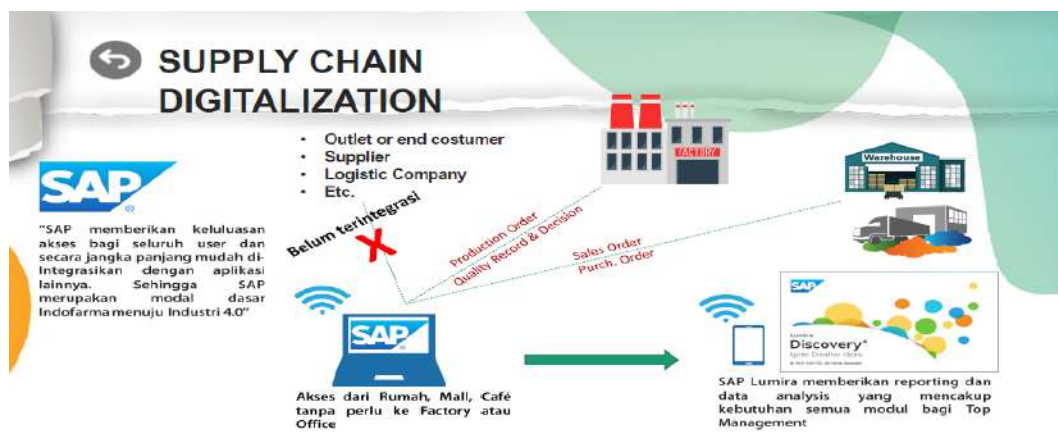 SUPPLY CHAIN
DIGITALIZATION
• Outlet or end costumer
• Supplier
• Logistic Company
• Etc.
SAP
®
"SAP memberikan keluluasan
akses bagi seluruh user dan
secara jangka panjang mudah di-
Integrasikan dengan aplikasi
lainnya. Sehingga SAP
merupakan modal dasar
Indofarma menuju Industri 4.0"
Belum terintegrasi
X
Production Order
Quality Record & Decision
Sales Order
Purch. Order
FACTORY
Warehouse
SAP
Akses dari Rumah, Mall, Café
tanpa perlu ke Factory atau
Office
SAP
Lumira
Discovery
SAP Lumira memberikan reporting dan
data analysis yang mencakup
kebutuhan semua modul bagi Top
Management